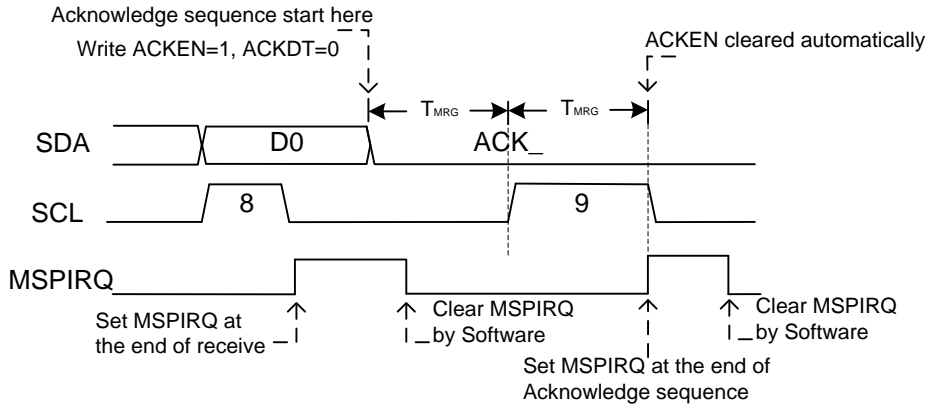 Acknowledge sequence start here
Write ACKEN=1, ACKDT=0
ACKEN cleared automatically
TMRG
TMRG
SDA
D0
ACK_
SCL
8
9
MSPIRQ
Set MSPIRQ at
the end of receive
Clear MSPIRQ
by Software
Set MSPIRQ at the end of
Acknowledge sequence
Clear MSPIRQ
by Software